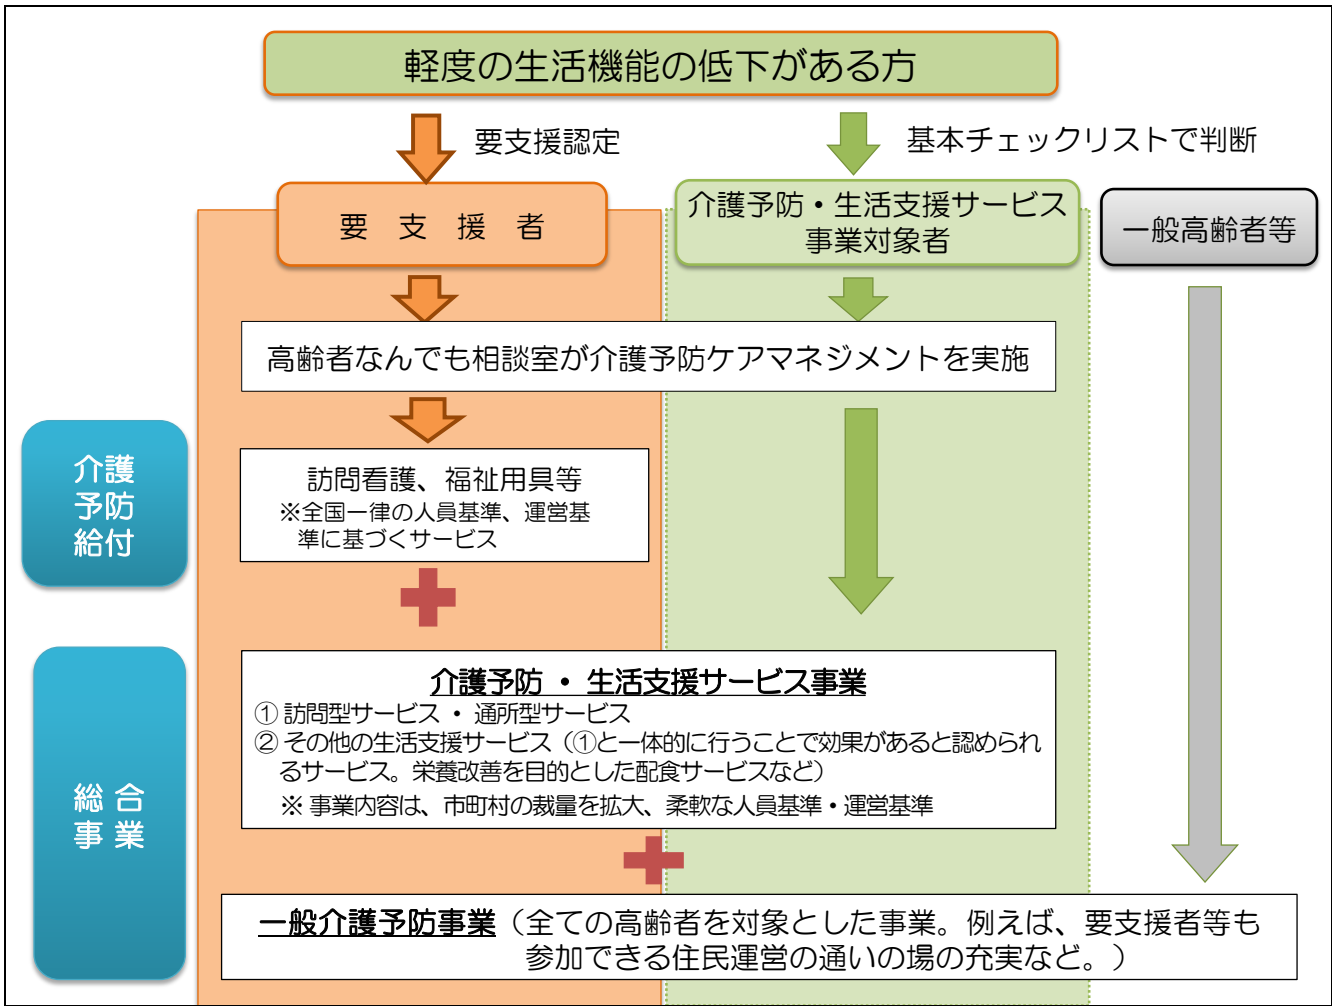 軽度の生活機能の低下がある方
要支援認定
基本チェックリストで判断
要支援者
介護予防・生活支援サービス
事業対象者
一般高齢者等
高齢者なんでも相談室が介護予防ケアマネジメントを実施
介護
予防
給付
訪問看護、福祉用具等
※全国一律の人員基準、運営基
準に基づくサービス
総合
事業
介護予防・生活支援サービス事業
① 訪問型サービス・通所型サービス
② その他の生活支援サービス（①と一体的に行うことで効果があると認められ
るサービス。栄養改善を目的とした配食サービスなど）
※ 事業内容は、市町村の裁量を拡大、柔軟な人員基準・運営基準
一般介護予防事業（全ての高齢者を対象とした事業。例えば、要支援者等も
参加できる住民運営の通いの場の充実など。）